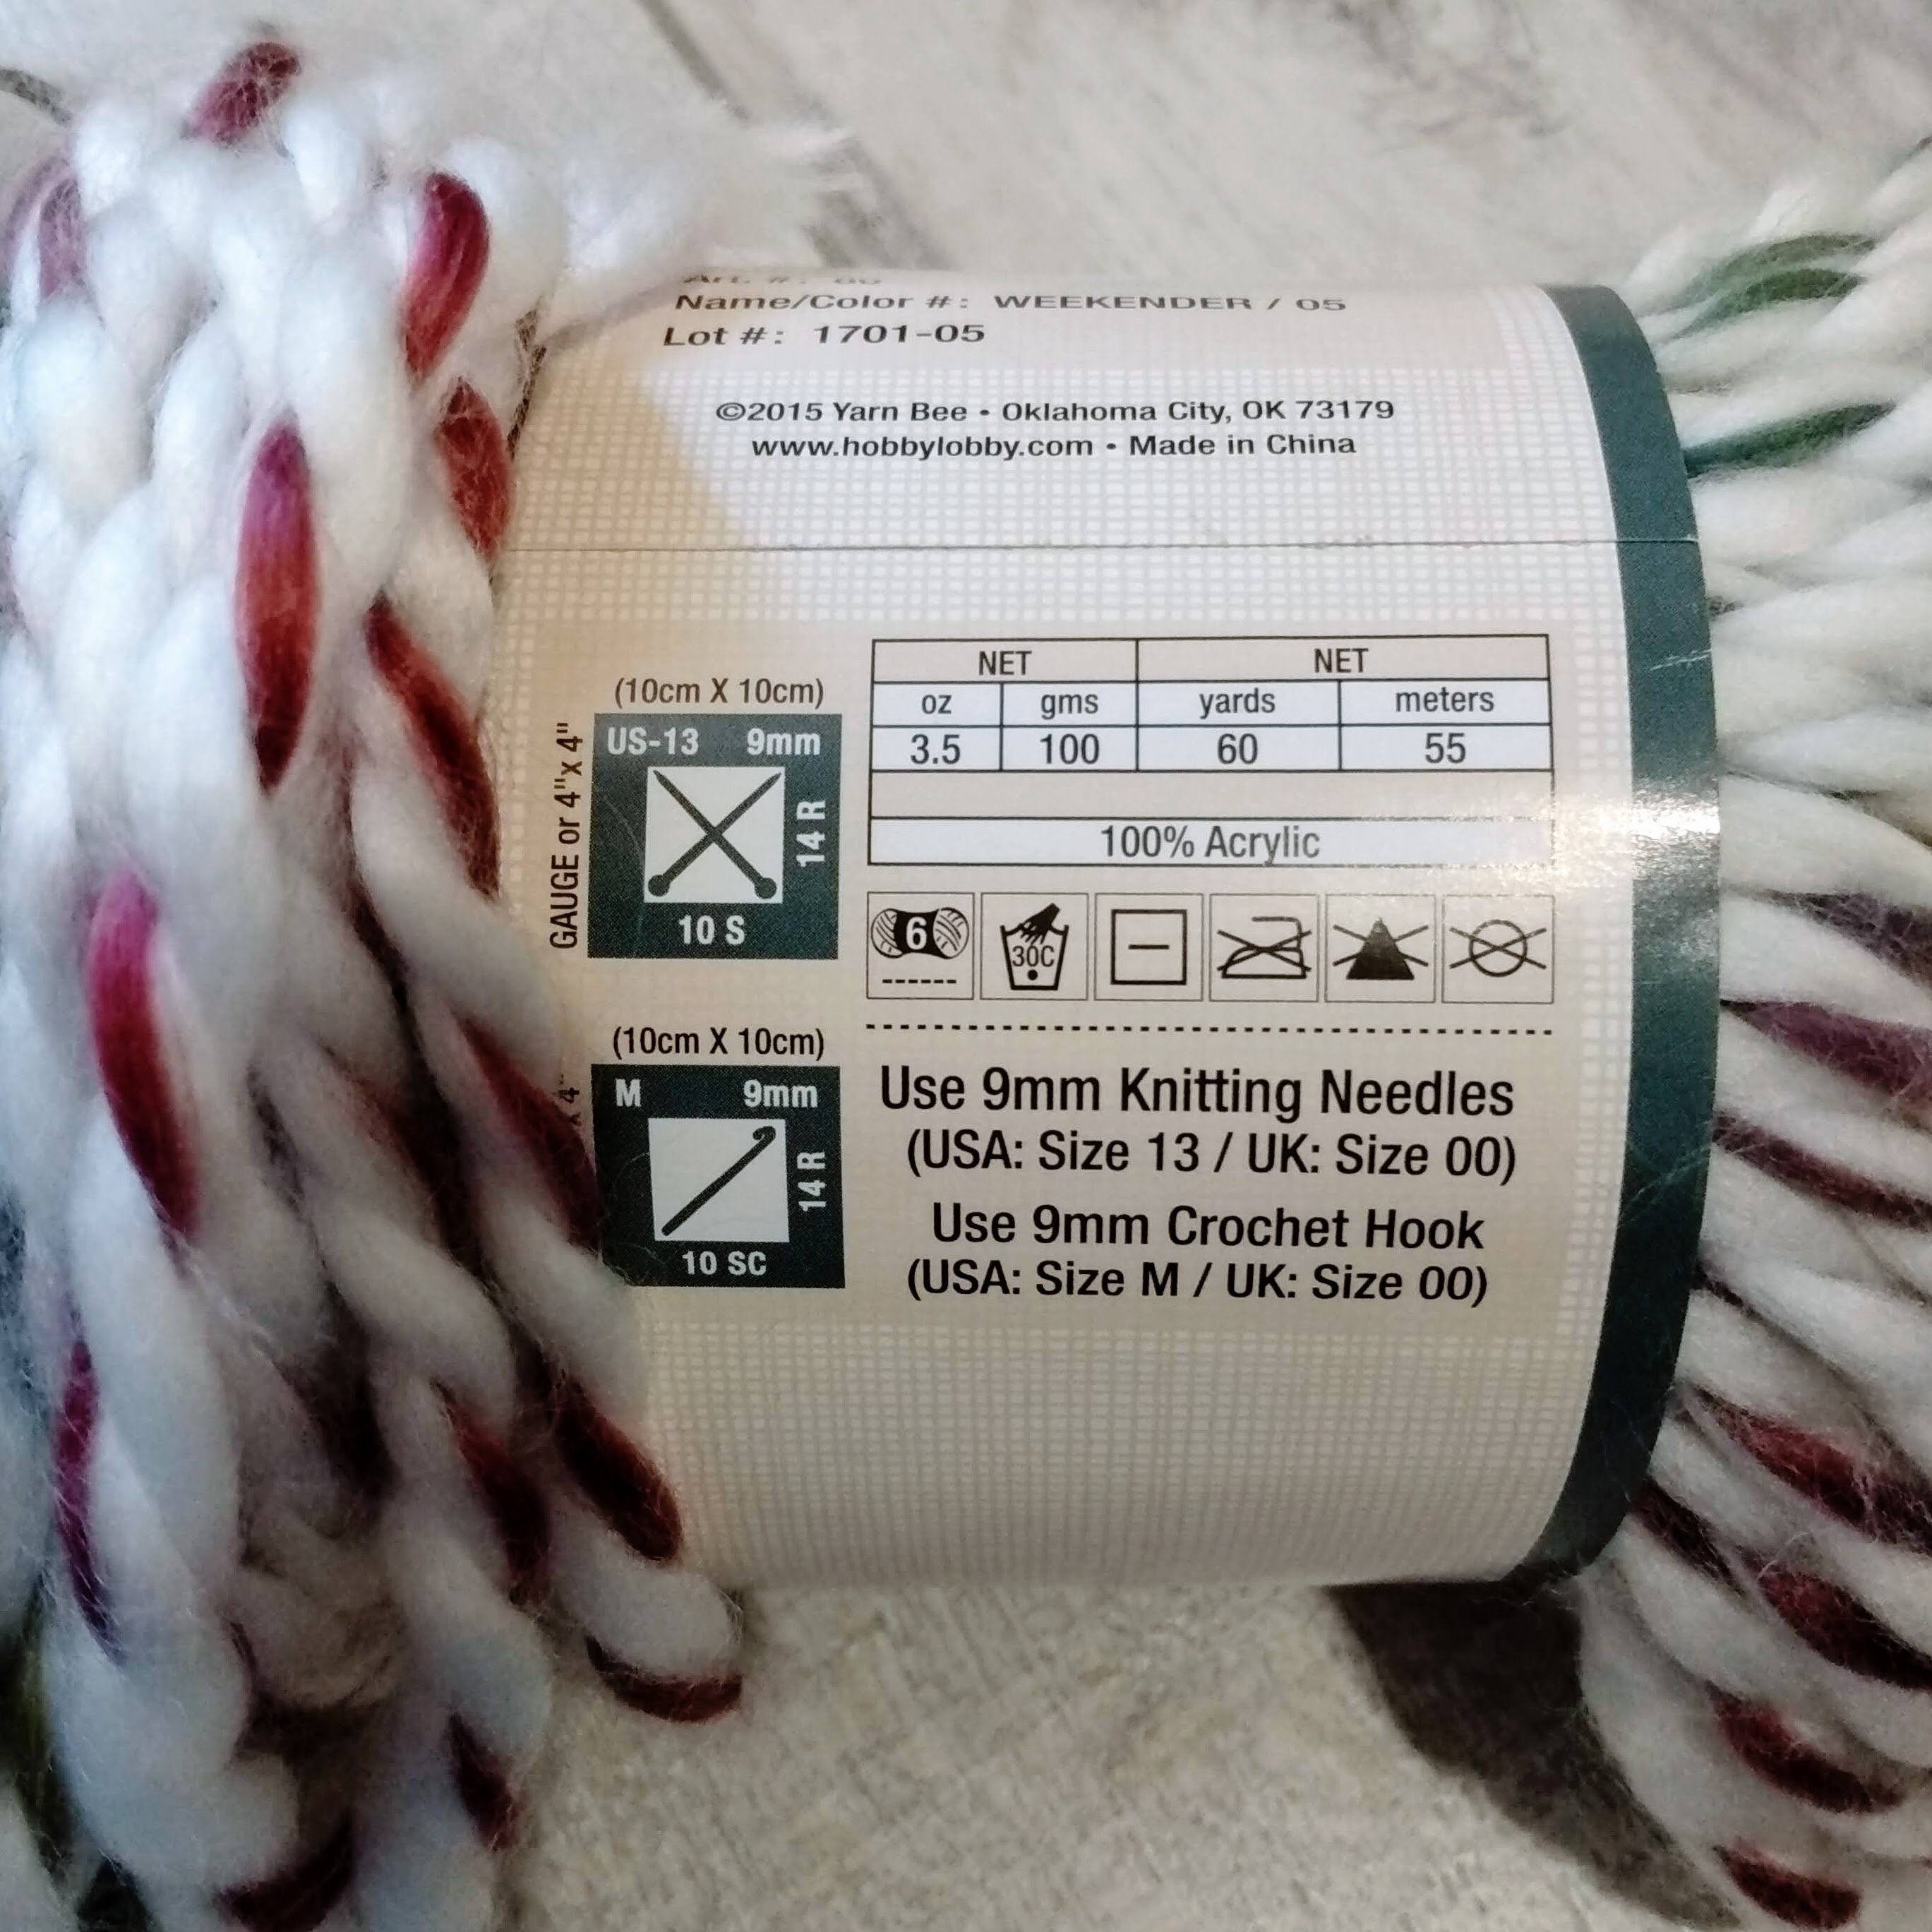 Name/Color #: WEEKENDER / 05
Lot #: 1701-05
©2015 Yarn Bee • Oklahoma City, OK 73179
www.hobbylobby.com • Made in China
GAUGE or 4"x 4"
(10cm X 10cm)
US-13 9mm
14 R
10 S
NET NET
oz gms yards meters
3.5 100 60 55
100% Acrylic
6
30C
x 4"
(10cm X 10cm)
M 9mm
14 R
10 SC
Use 9mm Knitting Needles
(USA: Size 13 / UK: Size 00)
Use 9mm Crochet Hook
(USA: Size M / UK: Size 00)